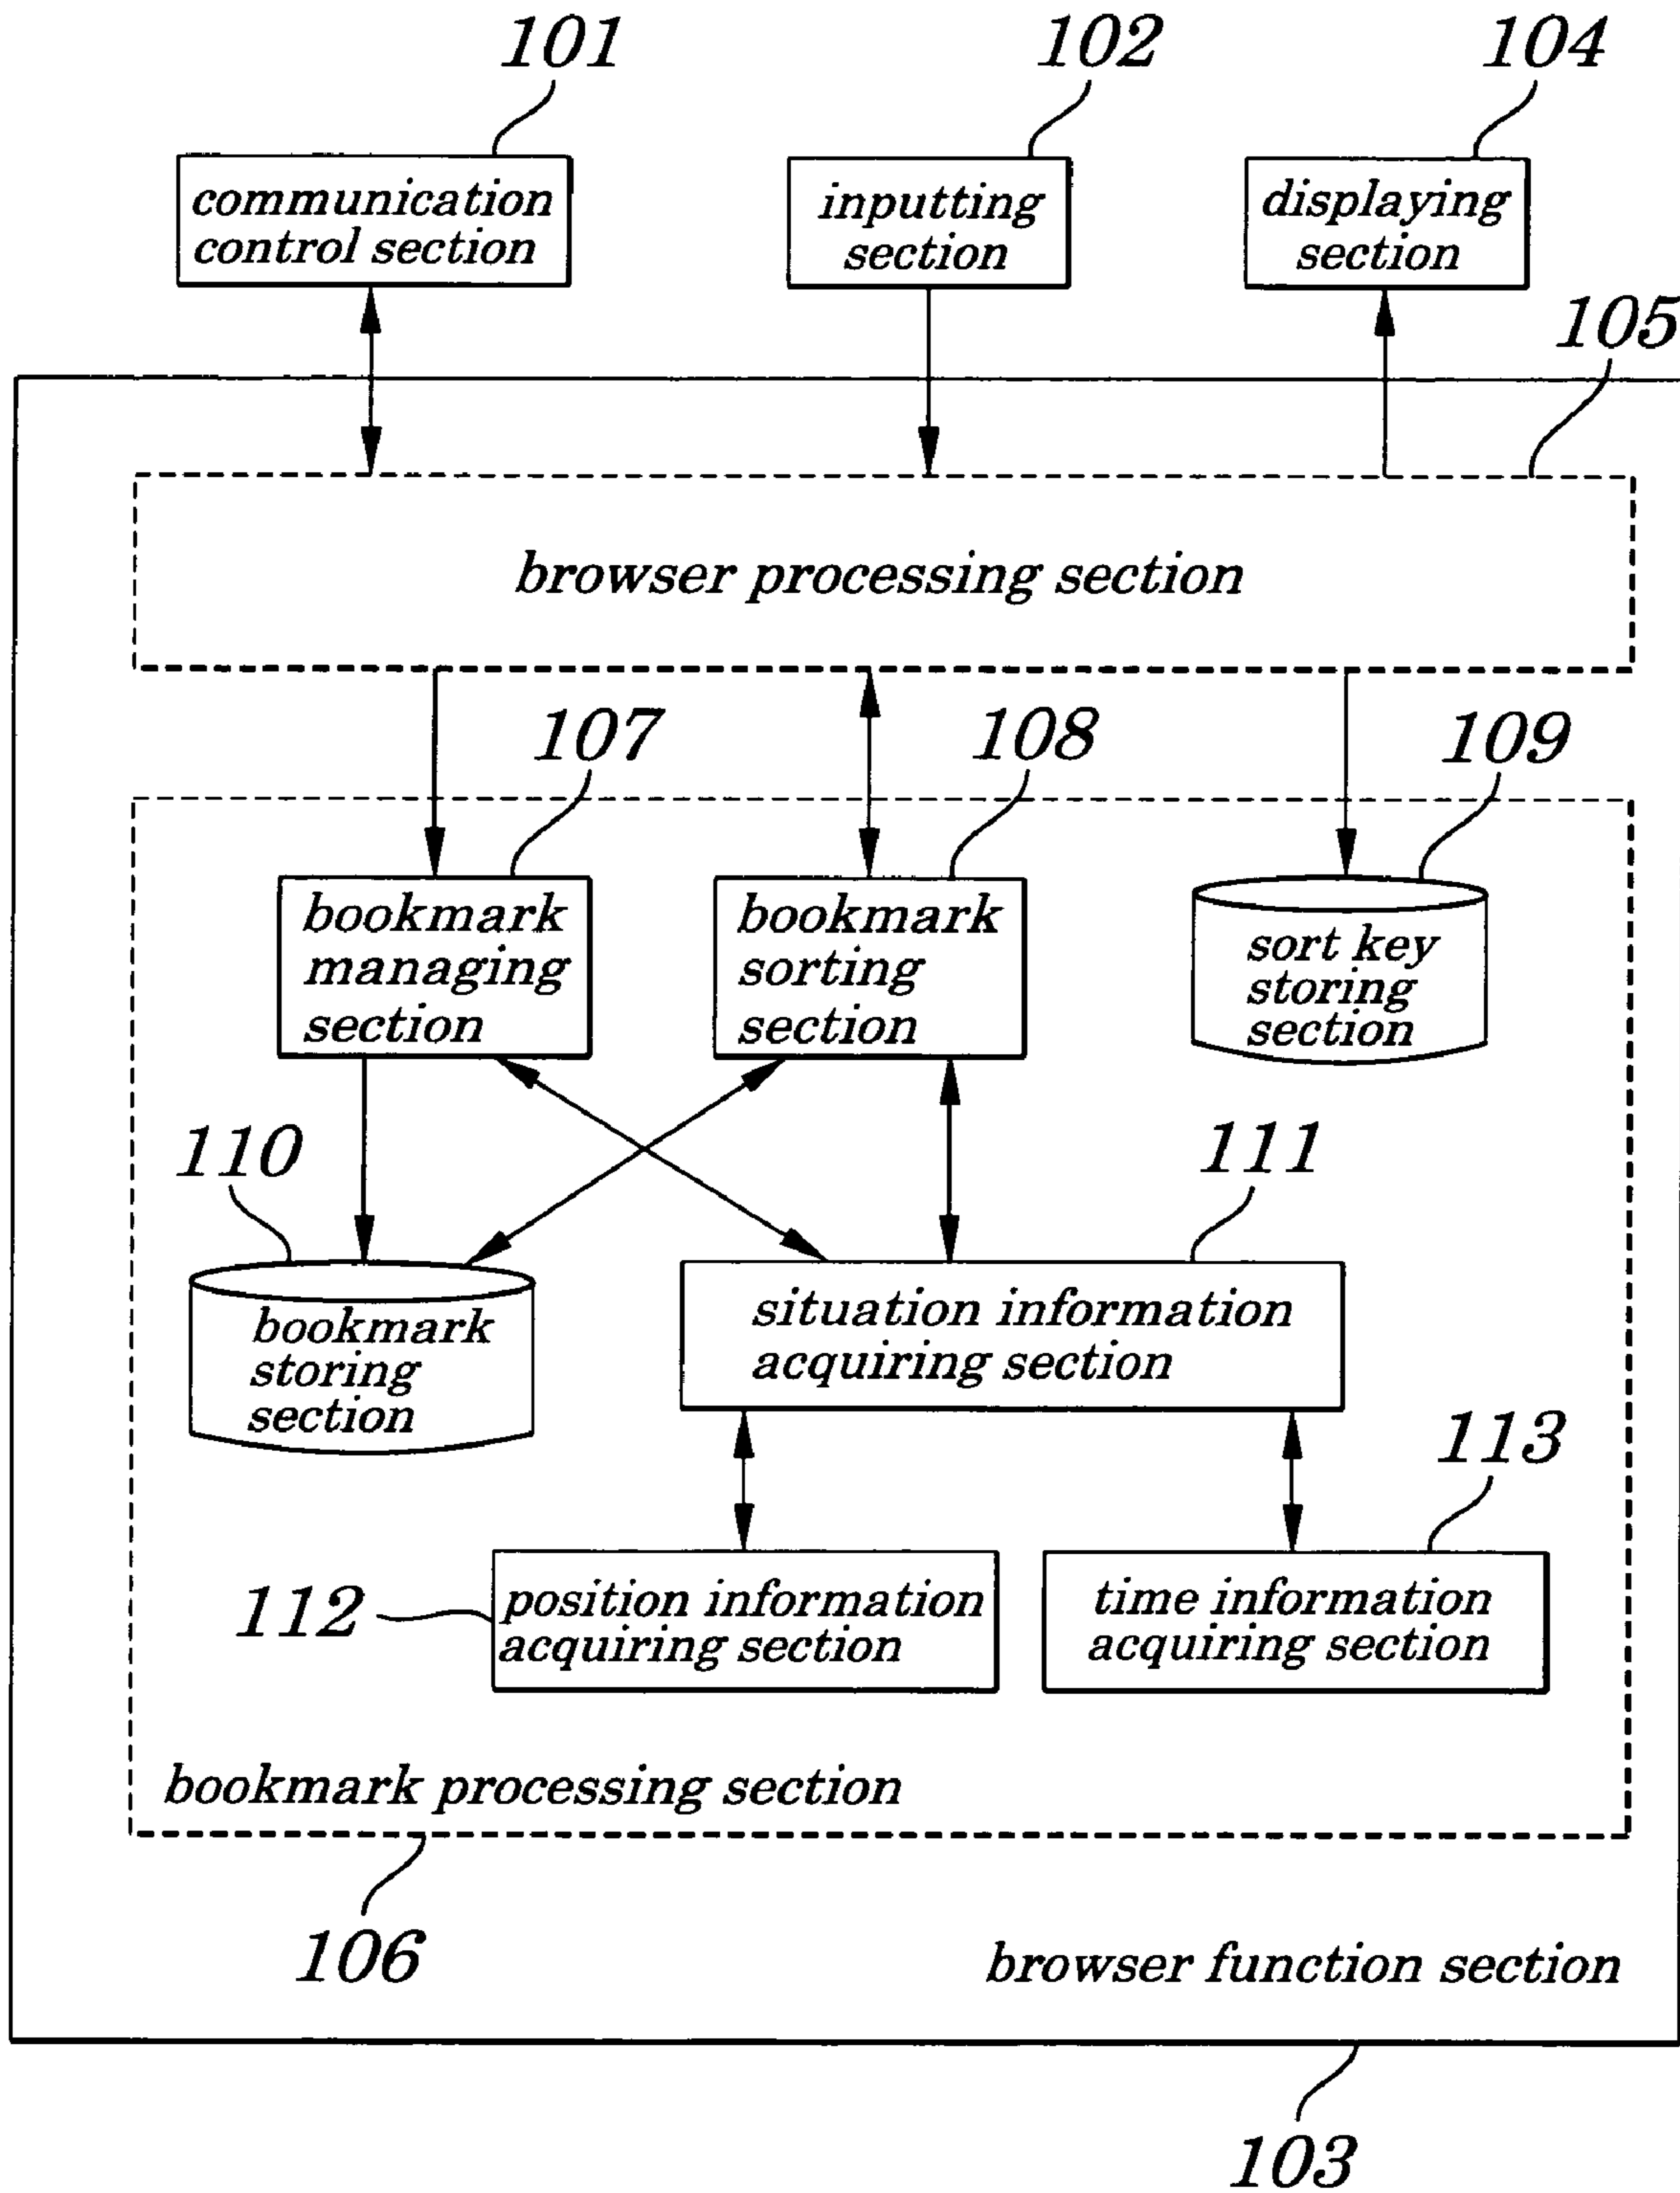 101
102
104
communication
control section
inputting
section
displaying
section
105
browser processing section
107
108
109
bookmark
managing
section
bookmark
sorting
section
sort key
storing
section
110
111
bookmark
storing
section
situation information
acquiring section
113
112
position information
acquiring section
time information
acquiring section
bookmark processing section
106
browser function section
103